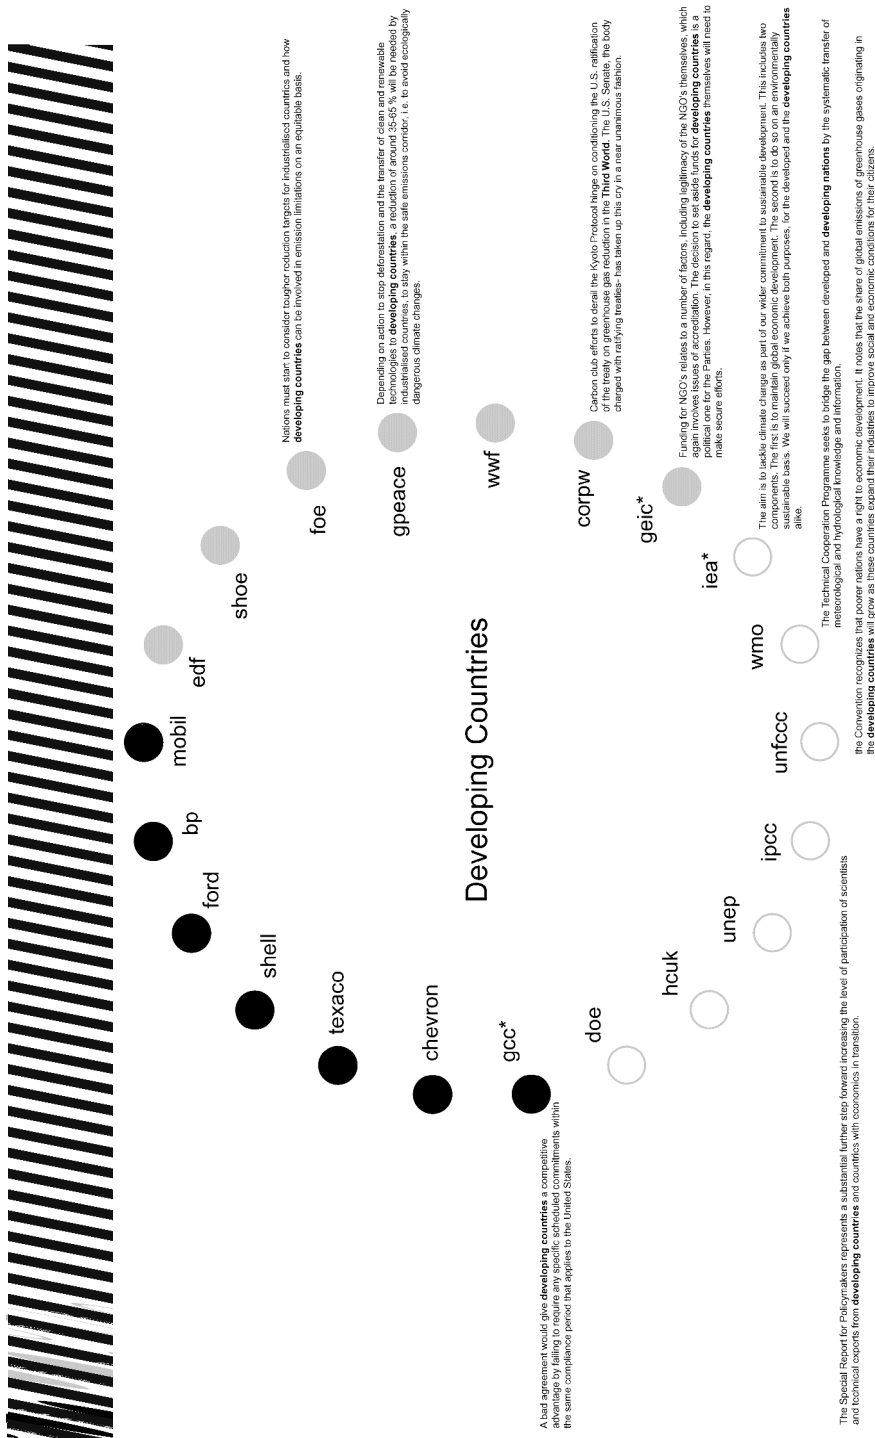 mobil
edf
bp
ford
shoe
shell
Nations must start to consider tougher reduction targets for industrialised countries and how
developing countries can be involved in emission limitations on an equitable basis.
foe
texaco
Depending on action to stop deforestation and the transfer of clean and renewable
technologies to developing countries, a reduction of around 35-65 % will be needed by
industrialised countries, to stay within the safe emissions corridor, i.e. to avoid ecologically
dangerous climate changes.
gpeace
chevron
Developing Countries
wwf
gcc*
A bad agreement would give developing countries a competitive
advantage by failing to require any specific scheduled commitments within
the same compliance period that applies to the United States.
corpw
Carbon club efforts to derail the Kyoto Protocol hinge on conditioning the U.S. ratification
of the treaty on greenhouse gas reduction in the Third World. The U.S. Senate, the body
charged with ratifying treaties- has taken up this cry in a near unanimous fashion.
doe
geic*
Funding for NGO's relates to a number of factors, including legitimacy of the NGO's themselves, which
again involves issues of accreditation. The decision to set aside funds for developing countries is a
political one for the Parties. However, in this regard, the developing countries themselves will need to
make secure efforts.
hcuk
iea*
The aim is to tackle climate change as part of our wider commitment to sustainable development. This includes two
components. The first is to maintain global economic development. The second is to do so on an environmentally
sustainable basis. We will succeed only if we achieve both purposes, for the developed and the developing countries
alike.
unep
wmo
The Technical Cooperation Programme seeks to bridge the gap between developed and developing nations by the systematic transfer of
meteorological and hydrological knowledge and information.
ipcc
unfccc
The Special Report for Policymakers represents a substantial further step forward increasing the level of participation of scientists
and technical experts from developing countries and countries with economics in transition.
the Convention recognizes that poorer nations have a right to economic development. It notes that the share of global emissions of greenhouse gases originating in
the developing countries will grow as these countries expand their industries to improve social and economic conditions for their citizens.